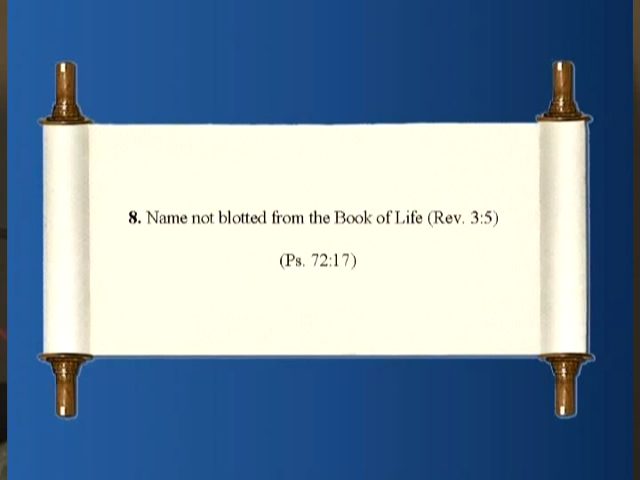 8. Name not blotted from the Book of Life (Rev. 3:5)
(Ps. 72:17)